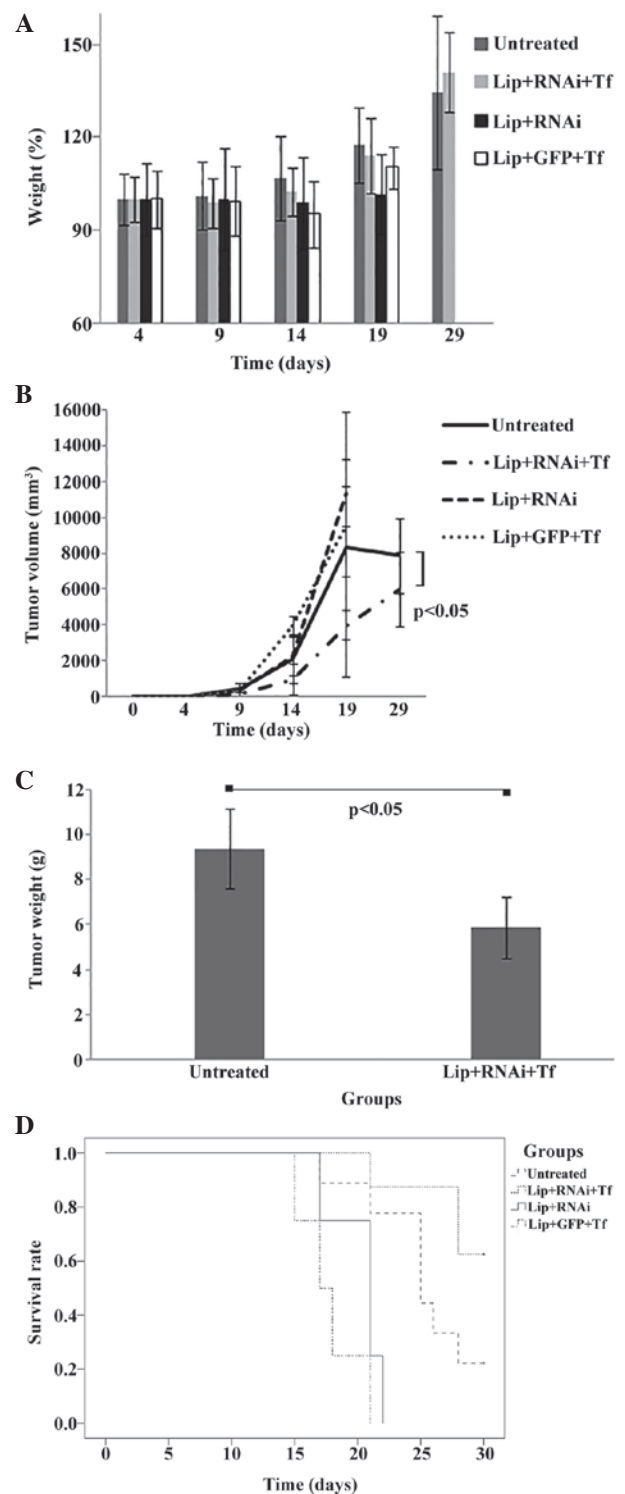 A
150
120
90
60
Weight (%)
4 9 14 19 29
Time (days)
Untreated
Lip+RNAi+Tf
Lip+RNAi
Lip+GFP+Tf
B
16000
14000
12000
10000
8000
6000
4000
2000
0
Tumor volume (mm³)
0 4 9 14 19 29
Time (days)
Untreated
Lip+RNAi+Tf
Lip+RNAi
Lip+GFP+Tf
p<0.05
C
12
10
8
6
4
2
0
Tumor weight (g)
p<0.05
Untreated Lip+RNAi+Tf
Groups
D
1.0
0.8
0.6
0.4
0.2
0.0
Survival rate
0 5 10 15 20 25 30
Time (days)
Groups
Untreated
Lip+RNAi+Tf
Lip+RNAi
Lip+GFP+Tf